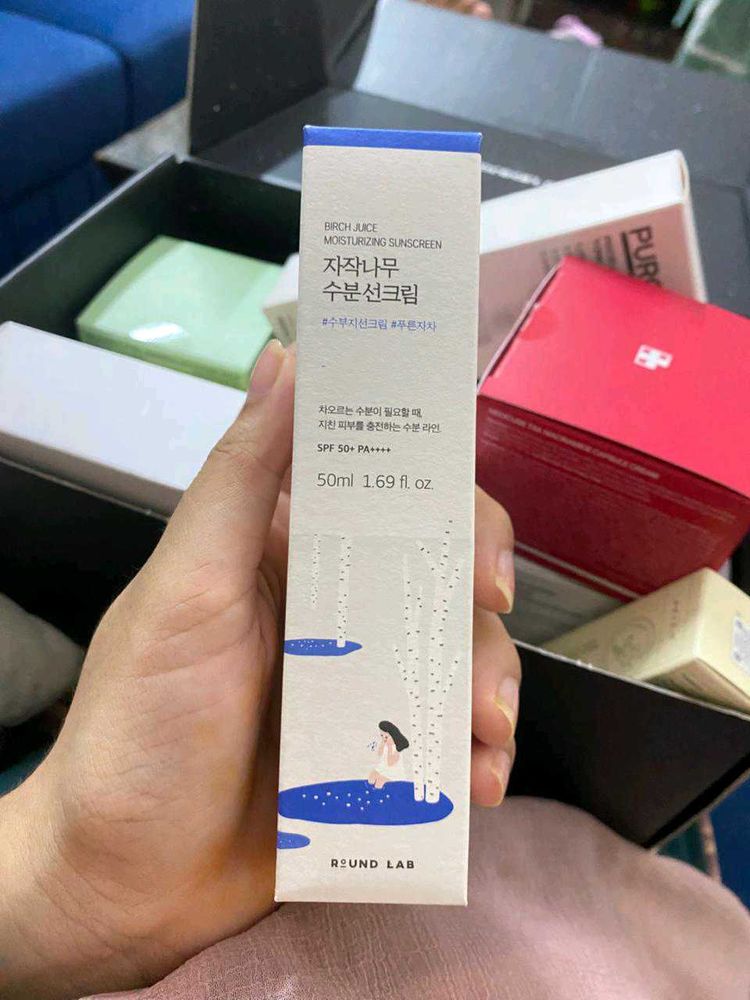 BIRCH JUICE
MOISTURIZING SUNSCREEN
자작나무
수분선크림
#수부지선크림 #푸른자차
차오르는 수분이 필요할 때,
지친 피부를 충전하는 수분 라인.
SPF 50+ PA++++
50ml 1.69 fl. oz.
ROUND LAB
PURC